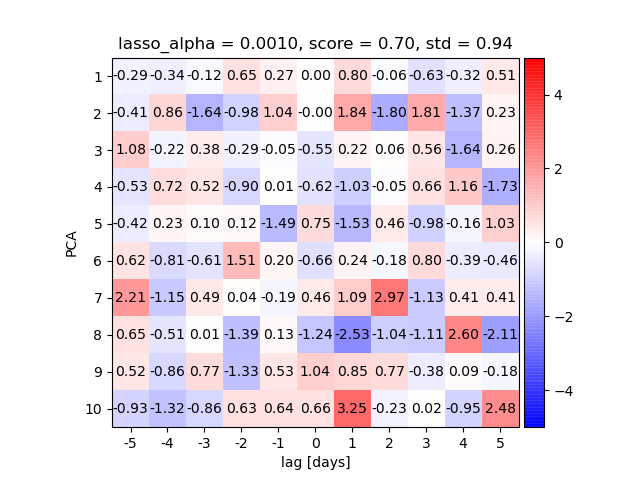 lasso_alpha = 0.0010, score = 0.70, std = 0.94
1 -0.29 -0.34 -0.12 0.65 0.27 0.00 0.80 -0.06 -0.63 -0.32 0.51
2 -0.41 0.86 -1.64 -0.98 1.04 -0.00 1.84 -1.80 1.81 -1.37 0.23
3 1.08 -0.22 0.38 -0.29 -0.05 -0.55 0.22 0.06 0.56 -1.64 0.26
4 -0.53 0.72 0.52 -0.90 0.01 -0.62 -1.03 -0.05 0.66 1.16 -1.73
5 -0.42 0.23 0.10 0.12 -1.49 0.75 -1.53 0.46 -0.98 -0.16 1.03
6 0.62 -0.81 -0.61 1.51 0.20 -0.66 0.24 -0.18 0.80 -0.39 -0.46
7 2.21 -1.15 0.49 0.04 -0.19 0.46 1.09 2.97 -1.13 0.41 0.41
8 0.65 -0.51 0.01 -1.39 0.13 -1.24 -2.53 -1.04 -1.11 2.60 -2.11
9 0.52 -0.86 0.77 -1.33 0.53 1.04 0.85 0.77 -0.38 0.09 -0.18
10 -0.93 -1.32 -0.86 0.63 0.64 0.66 3.25 -0.23 0.02 -0.95 2.48
-5 -4 -3 -2 -1 0 1 2 3 4 5
lag [days]
PCA
4
2
0
−2
−4